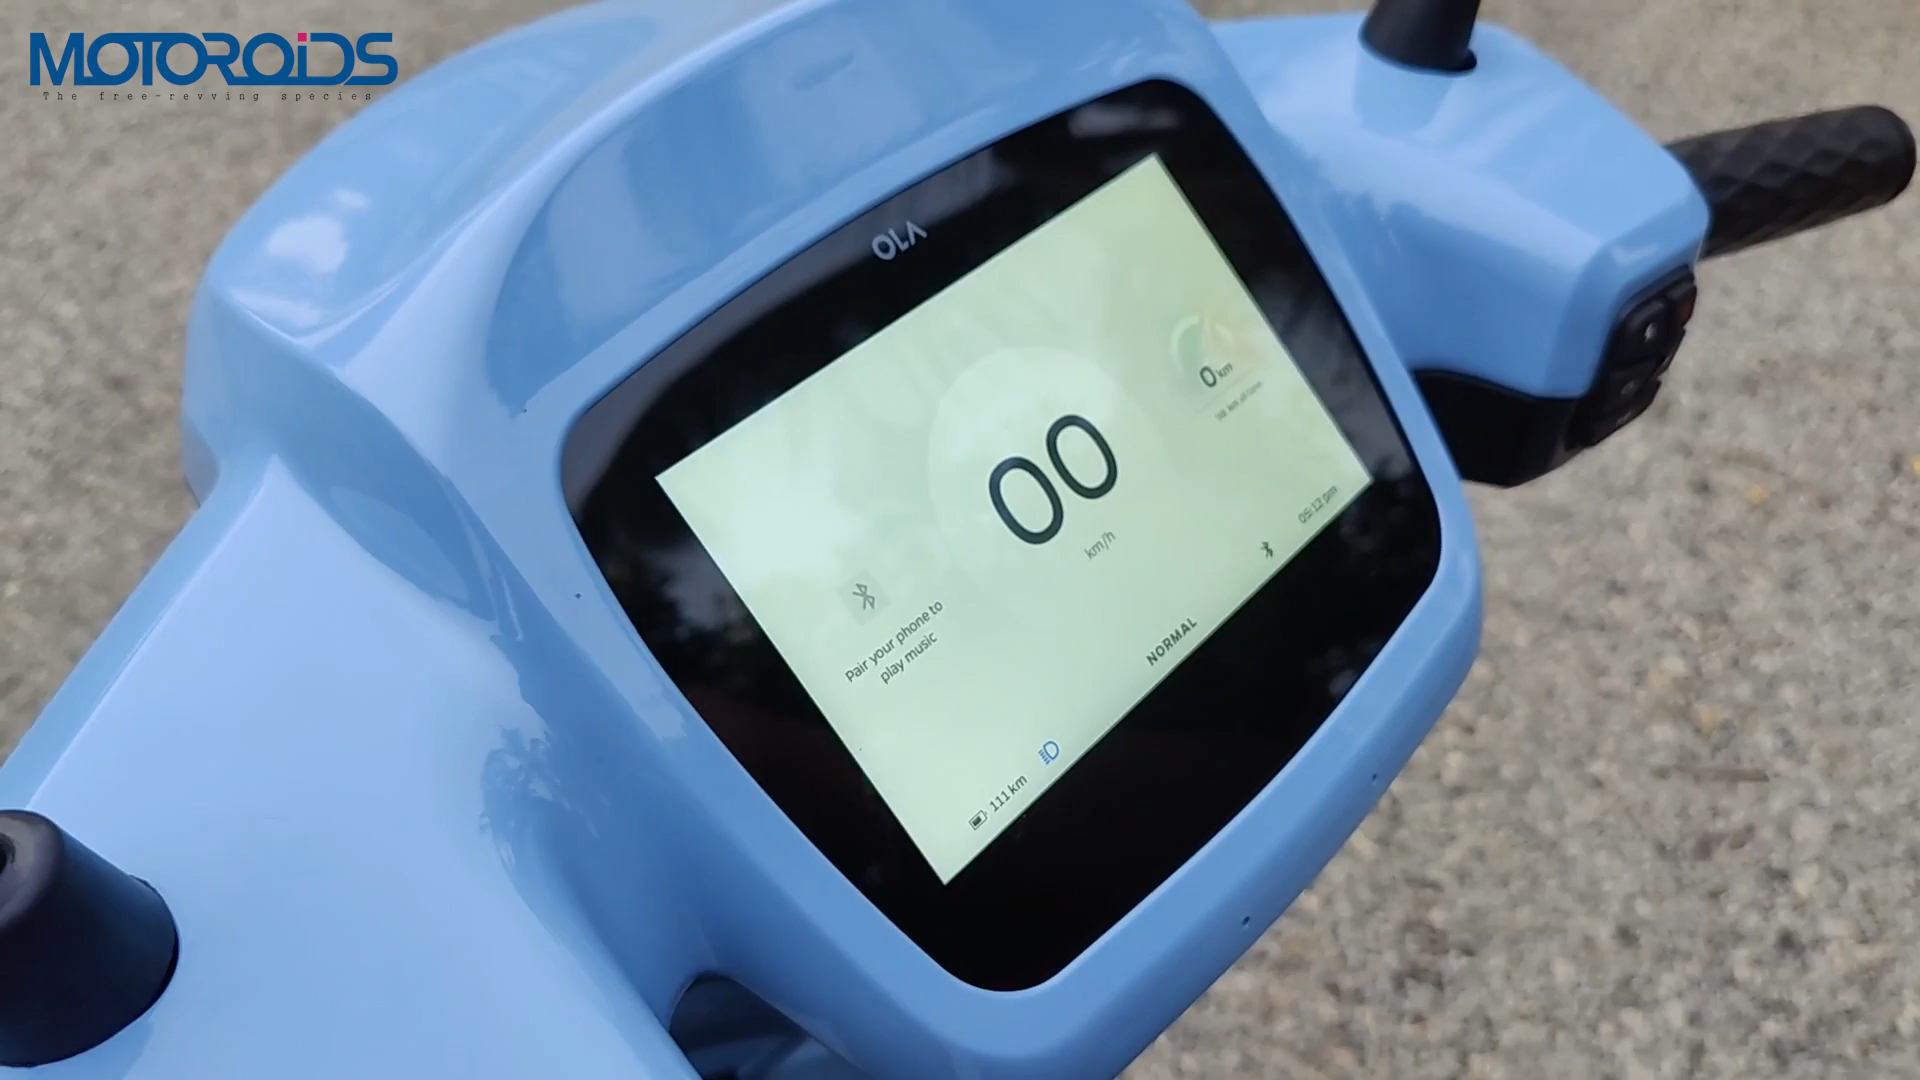 MOTOROiDS
The free-revving species
OLA
0 km
00
km/h
05:12 pm
Pair your phone to
play music
NORMAL
111 km